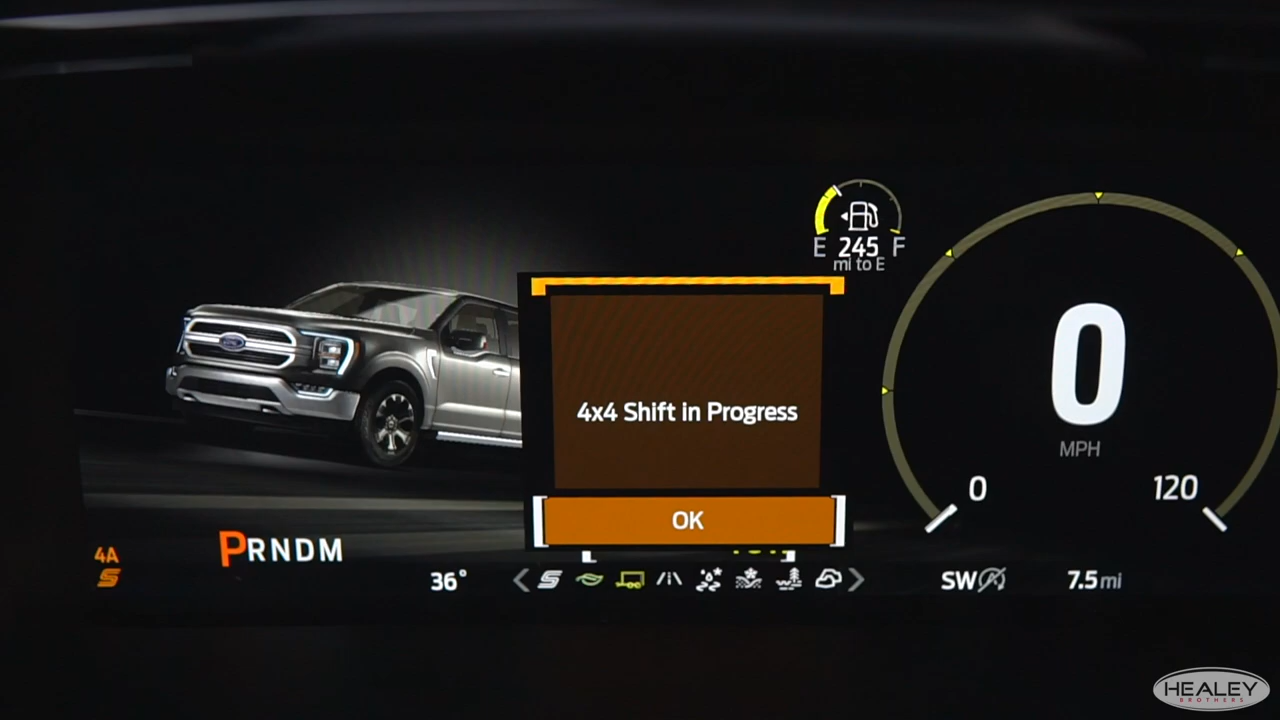 E 245 F
mi to E
4x4 Shift in Progress
OK
0
MPH
0 120
4A
PRNDM
36°
SW
7.5 mi
HEALEY
BROTHERS